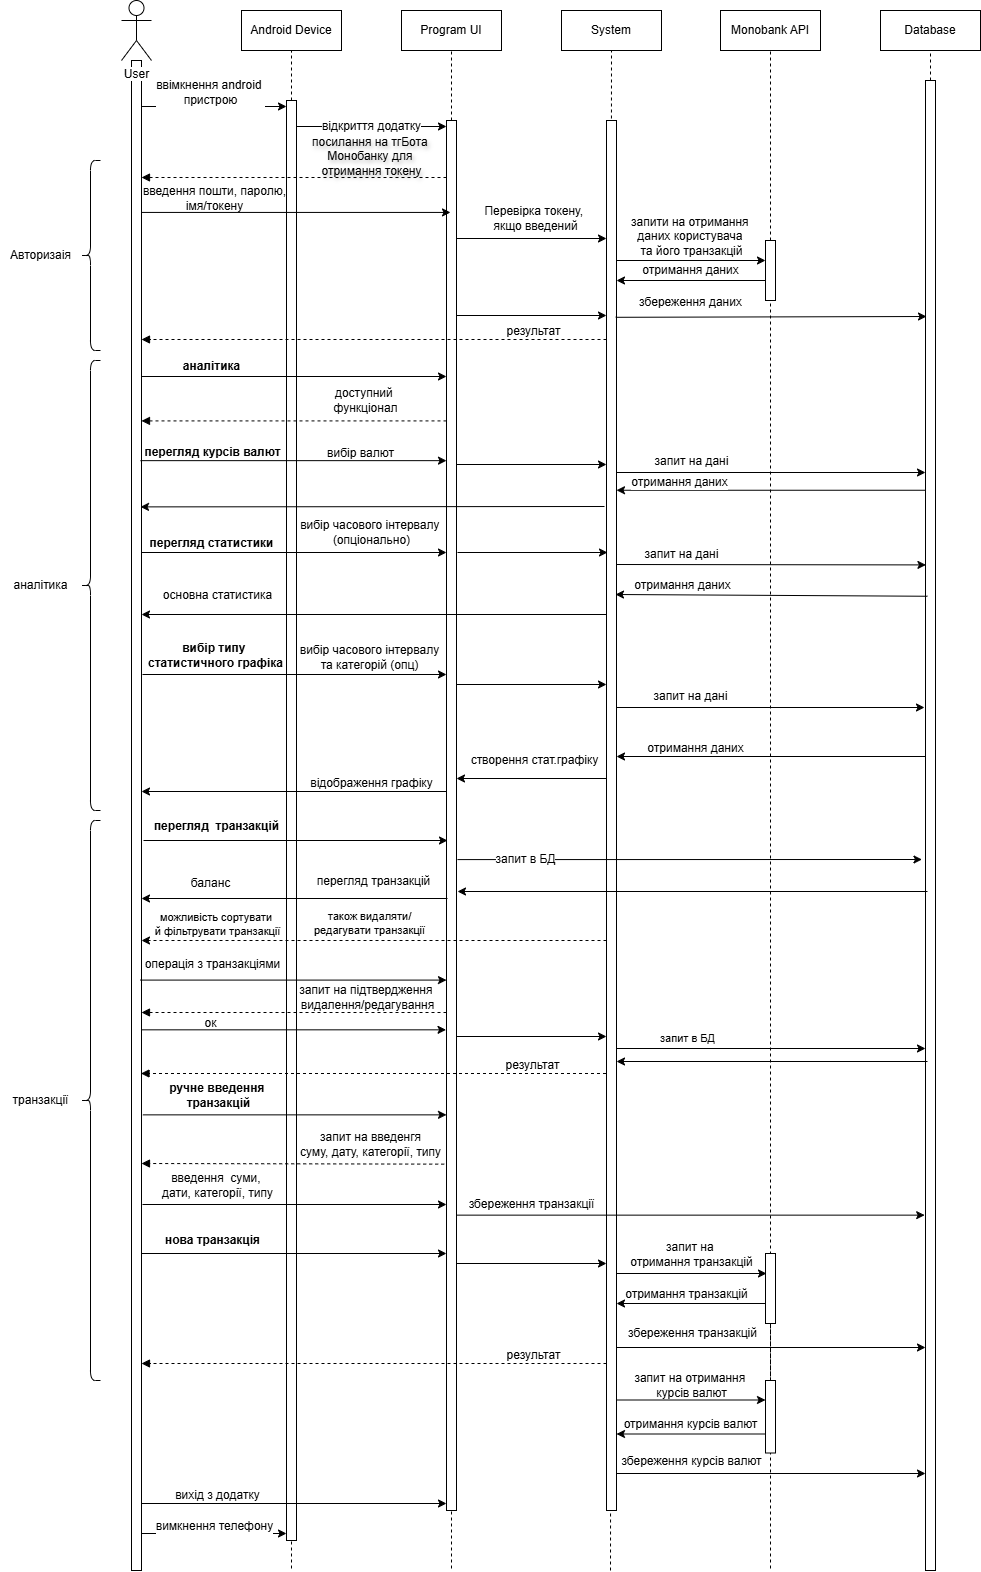 Android Device
Program UI
System
Monobank API
Database
User
ввімкнення android
пристрою
відкриття додатку
посилання на тгБота
Монобанку для
отримання токену
введення пошти, паролю,
імя/токену
Перевірка токену,
якщо введений
запити на отримання
даних користувача
та його транзакцій
Авторизаія
отримання даних
збереження даних
результат
аналітика
доступний
функціонал
перегляд курсів валют
вибір валют
запит на дані
отримання даних
вибір часового інтервалу
(опціонально)
перегляд статистики
запит на дані
аналітика
отримання даних
основна статистика
вибір типу
статистичного графіка
вибір часового інтервалу
та категорій (опц)
запит на дані
отримання даних
створення стат.графіку
відображення графіку
перегляд  транзакцій
запит в БД
баланс
перегляд транзакцій
можливість сортувати
й фільтрувати транзакції
також видаляти/
редагувати транзакції
операція з транзакціями
запит на підтвердження
видалення/редагування
ок
запит в БД
результат
ручне введення
транзакцій
транзакції
запит на введенгя
суму, дату, категорії, типу
введення  суми,
дати, категорії, типу
збереження транзакції
нова транзакція
запит на
отримання транзакцій
отримання транзакцій
збереження транзакцій
результат
запит на отримання
курсів валют
отримання курсів валют
збереження курсів валют
вихід з додатку
вимкнення телефону